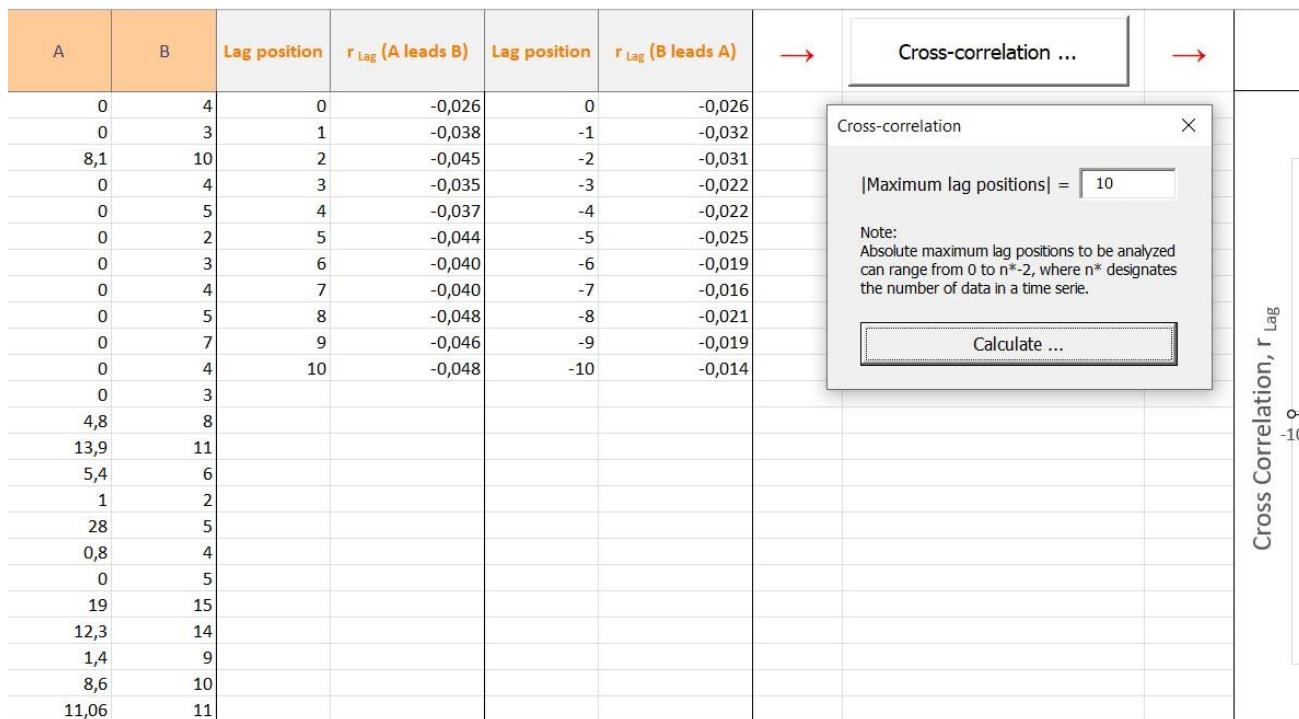 A B Lag position r Lag (A leads B) Lag position r Lag (B leads A) → Cross-correlation ... →
0 4 0 -0,026 0 -0,026
0 3 1 -0,038 -1 -0,032
8,1 10 2 -0,045 -2 -0,031
0 4 3 -0,035 -3 -0,022
0 5 4 -0,037 -4 -0,022
0 2 5 -0,044 -5 -0,025
0 3 6 -0,040 -6 -0,019
0 4 7 -0,040 -7 -0,016
0 5 8 -0,048 -8 -0,021
0 7 9 -0,046 -9 -0,019
0 4 10 -0,048 -10 -0,014
0 3
4,8 8
13,9 11
5,4 6
1 2
28 5
0,8 4
0 5
19 15
12,3 14
1,4 9
8,6 10
11,06 11
Cross-correlation
|Maximum lag positions| = 10
Note:
Absolute maximum lag positions to be analyzed
can range from 0 to n*-2, where n* designates
the number of data in a time serie.
Calculate ...
Cross Correlation, r Lag